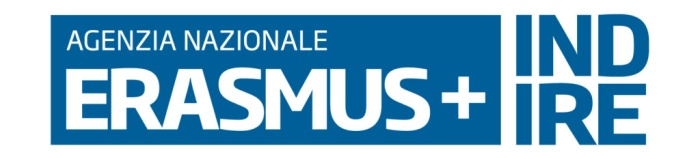 AGENZIA NAZIONALE
ERASMUS+
IND
IRE